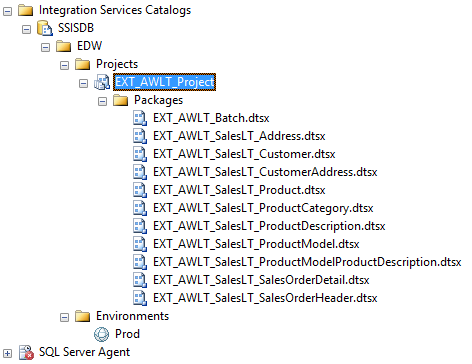 Integration Services Catalogs
SSISDB
EDW
Projects
EXT_AWLT_Project
Packages
EXT_AWLT_Batch.dtsx
EXT_AWLT_SalesLT_Address.dtsx
EXT_AWLT_SalesLT_Customer.dtsx
EXT_AWLT_SalesLT_CustomerAddress.dtsx
EXT_AWLT_SalesLT_Product.dtsx
EXT_AWLT_SalesLT_ProductCategory.dtsx
EXT_AWLT_SalesLT_ProductDescription.dtsx
EXT_AWLT_SalesLT_ProductModel.dtsx
EXT_AWLT_SalesLT_ProductModelProductDescription.dtsx
EXT_AWLT_SalesLT_SalesOrderDetail.dtsx
EXT_AWLT_SalesLT_SalesOrderHeader.dtsx
Environments
Prod
SQL Server Agent